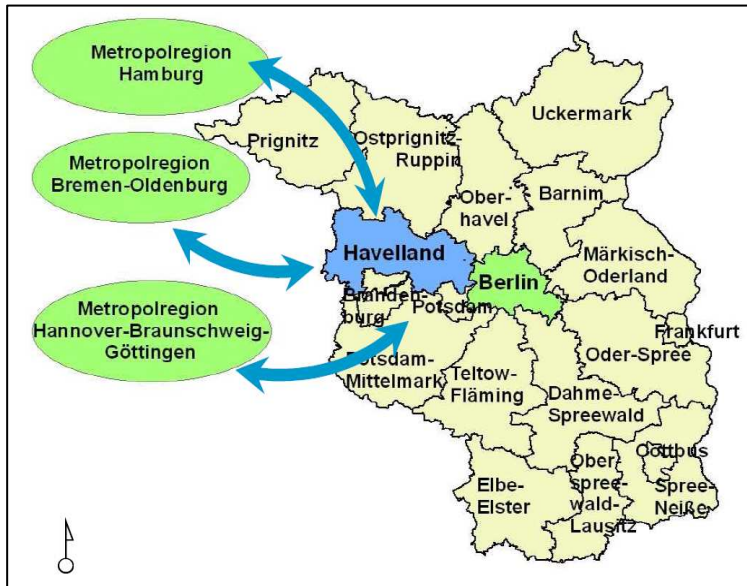 Metropolregion
Hamburg
Metropolregion
Bremen-Oldenburg
Metropolregion
Hannover-Braunschweig-
Göttingen
Prignitz
Ostprignitz-
Ruppin
Uckermark
Ober-
havel
Barnim
Havelland
Berlin
Märkisch-
Oderland
Branden-
burg
Potsdam
Potsdam-
Mittelmark
Teltow-
Fläming
Oder-Spree
Frankfurt
Dahme-
Spreewald
Elbe-
Elster
Ober-
spree-
wald-
Lausitz
Cottbus
Spree-
Neiße